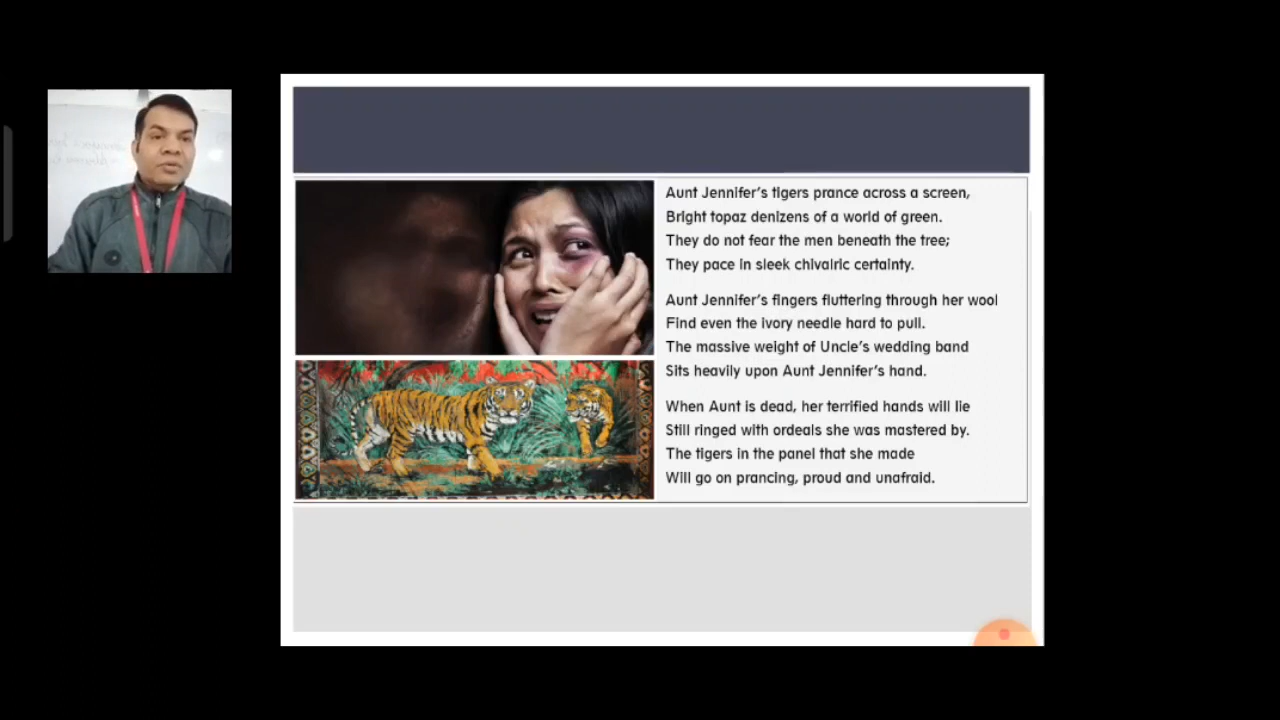 Aunt Jennifer's tigers prance across a screen,
Bright topaz denizens of a world of green.
They do not fear the men beneath the tree;
They pace in sleek chivalric certainty.
Aunt Jennifer's fingers fluttering through her wool
Find even the ivory needle hard to pull.
The massive weight of Uncle's wedding band
Sits heavily upon Aunt Jennifer's hand.
When Aunt is dead, her terrified hands will lie
Still ringed with ordeals she was mastered by.
The tigers in the panel that she made
Will go on prancing, proud and unafraid.